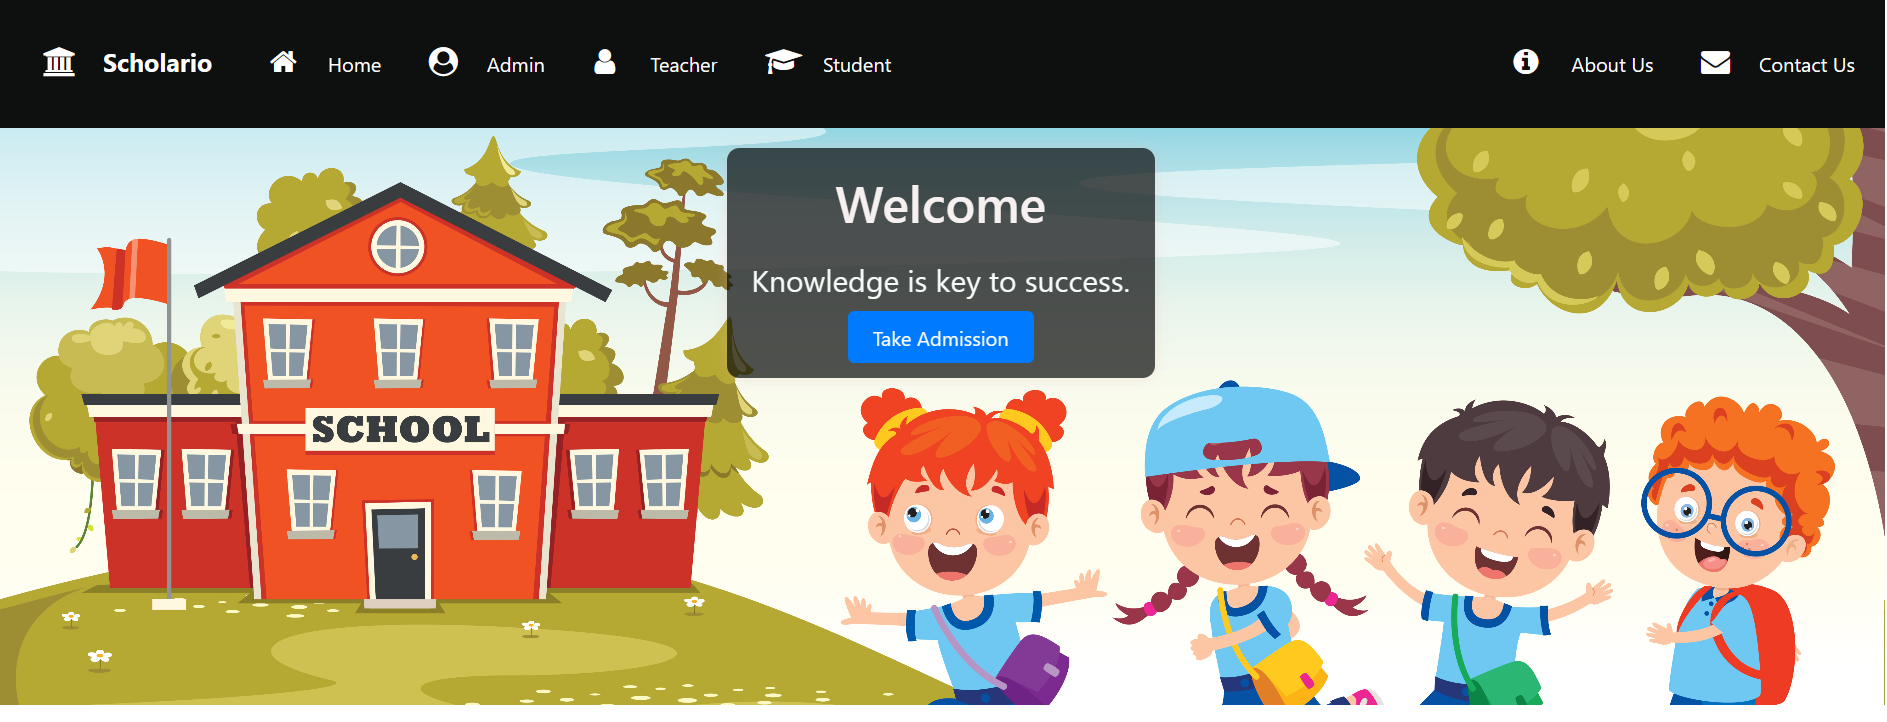 Scholario Home Admin Teacher Student About Us Contact Us
Welcome
Knowledge is key to success.
Take Admission
SCHOOL